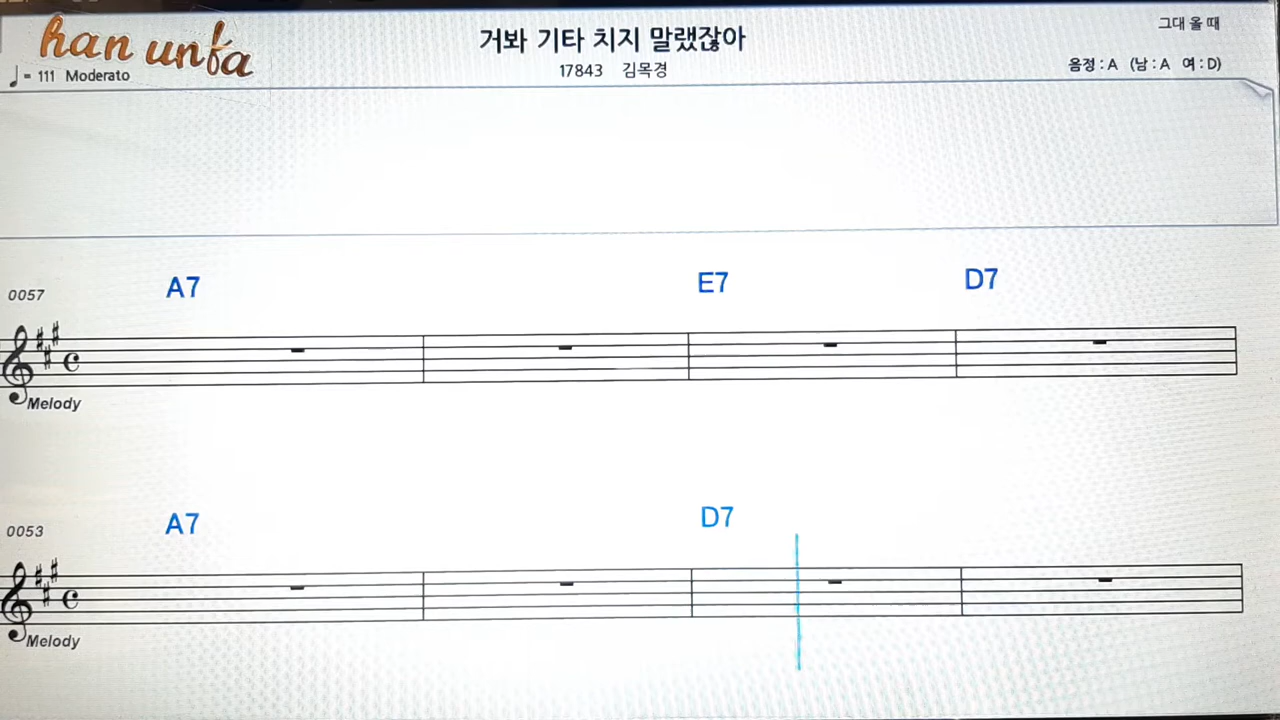 han unfa
거봐 기타 치지 말랬잖아
그대 올 때
♩= 111 Moderato
17843 김목경
음정 : A (남 : A 여 : D)
A7 E7 D7
0057
Melody
A7 D7
0053
Melody